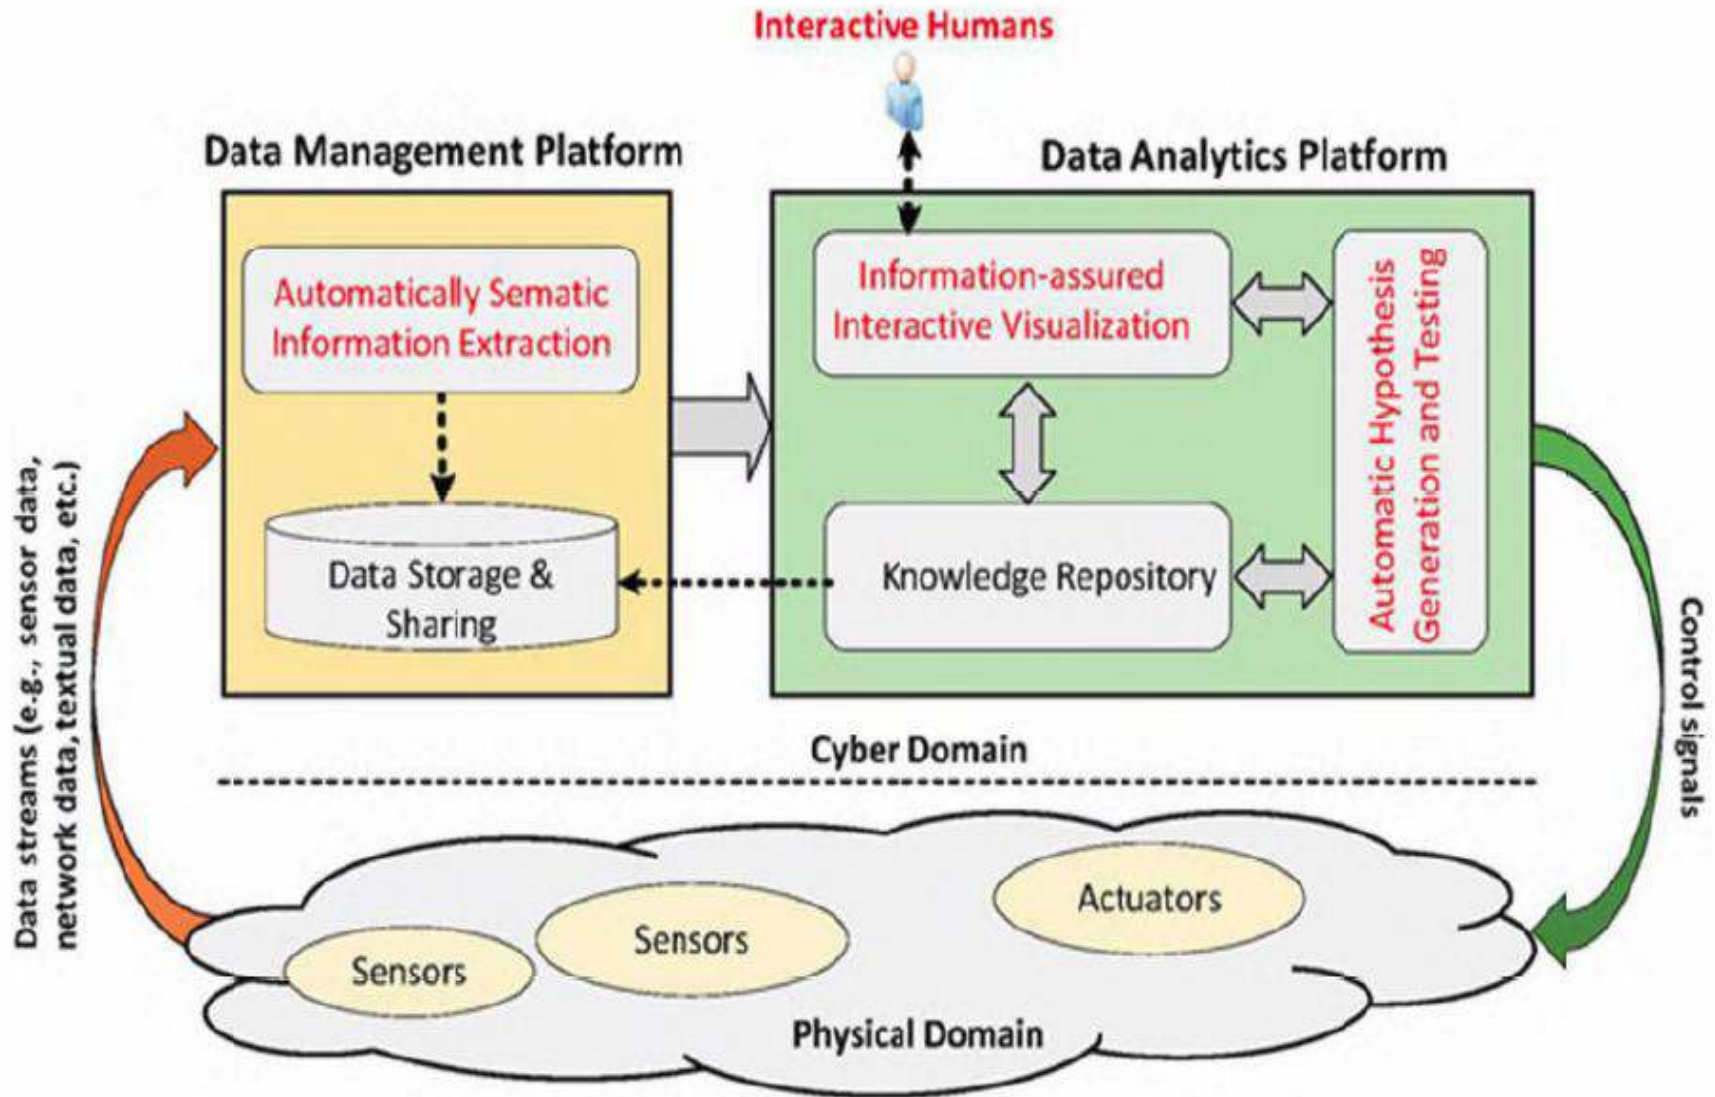 Interactive Humans
Data Management Platform
Data Analytics Platform
Automatically Sematic
Information Extraction
Information-assured
Interactive Visualization
Automatic Hypothesis
Generation and Testing
Data Storage &
Sharing
Knowledge Repository
Data streams (e.g., sensor data,
network data, textual data, etc.)
Control signals
Cyber Domain
Sensors
Sensors
Actuators
Physical Domain